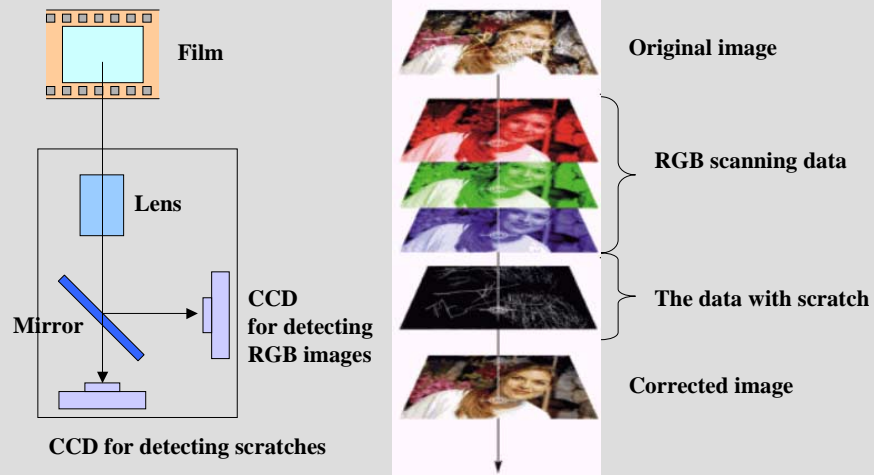 Film
Lens
Mirror
CCD
for detecting
RGB images
CCD for detecting scratches
Original image
RGB scanning data
The data with scratch
Corrected image